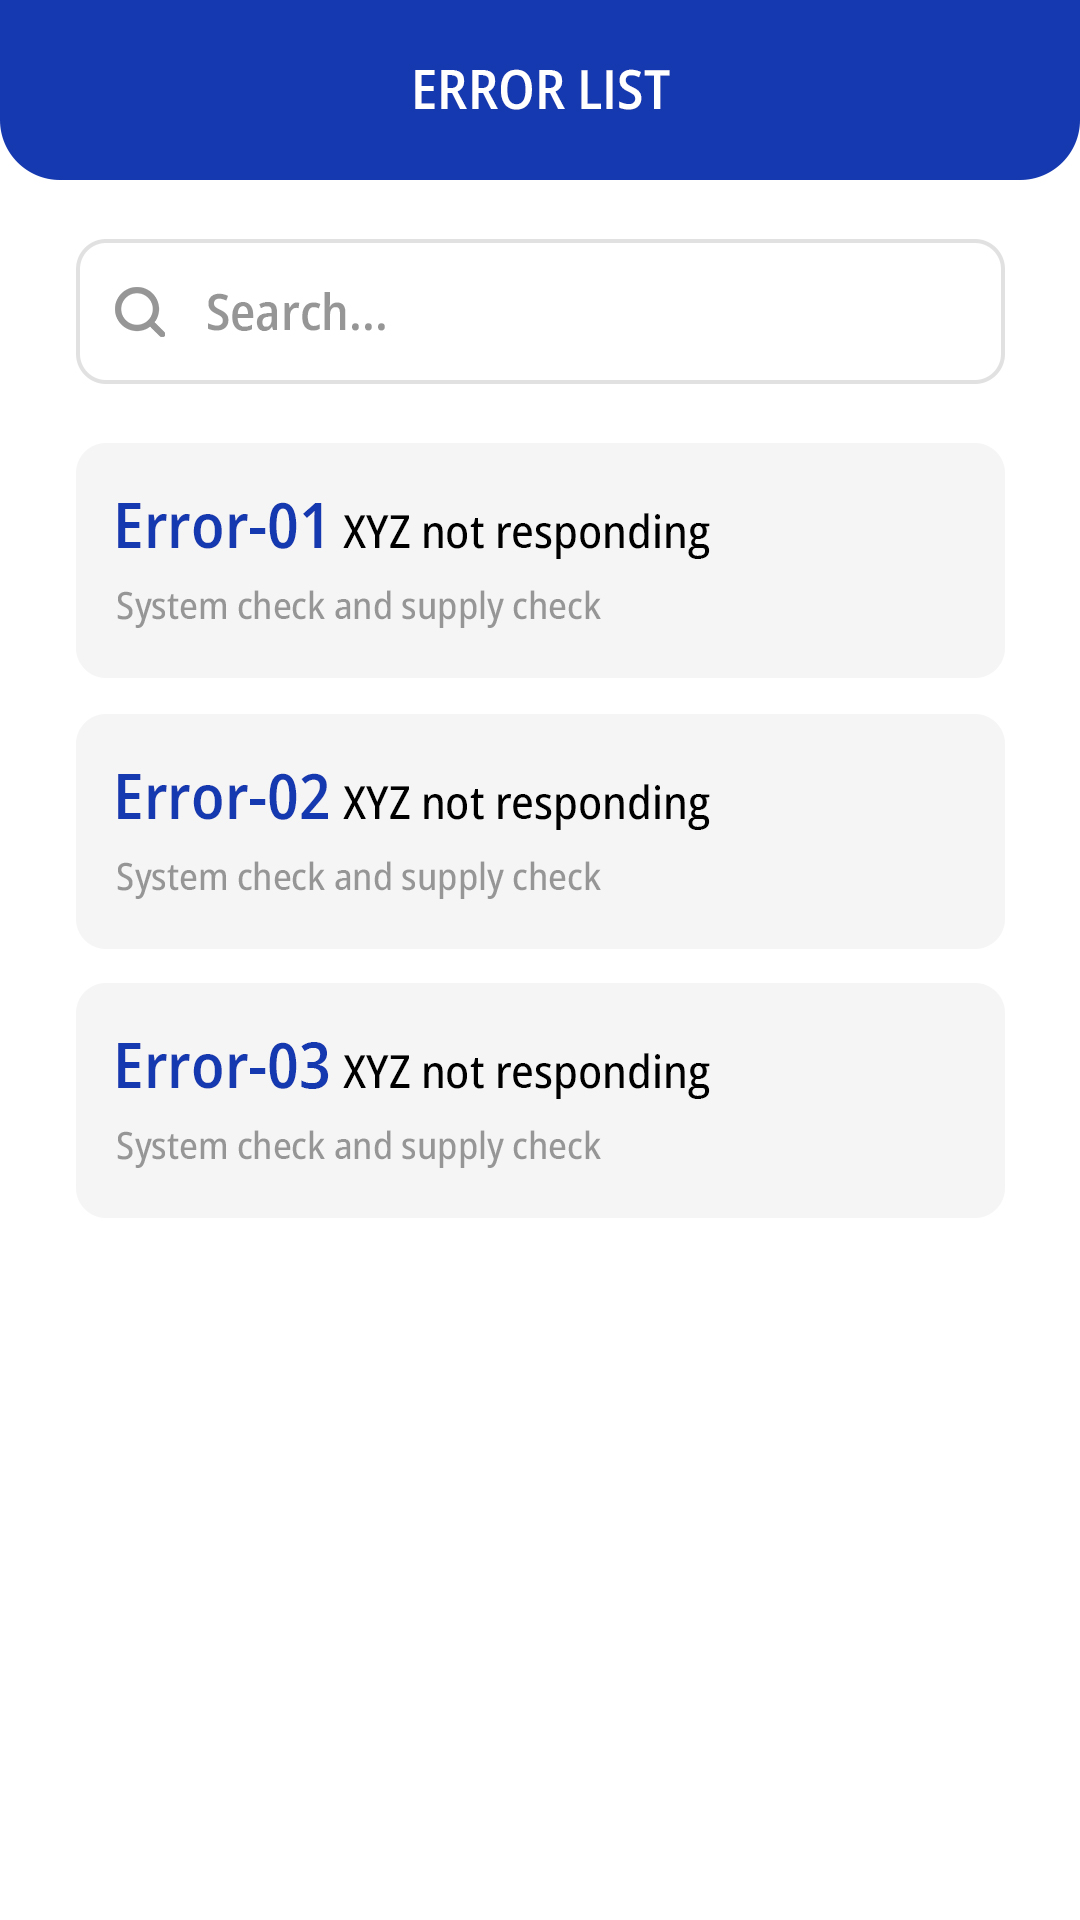 ERROR LIST
Search...
Error-01 XYZ not responding
System check and supply check
Error-02 XYZ not responding
System check and supply check
Error-03 XYZ not responding
System check and supply check